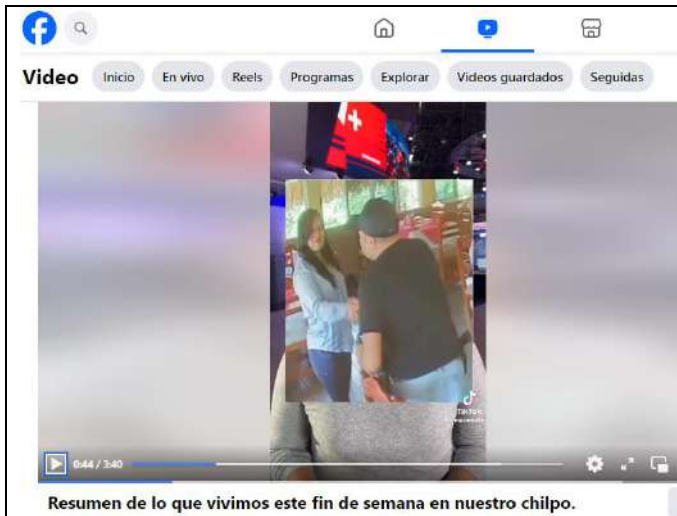 Video Inicio En vivo Reels Programas Explorar Videos guardados Seguidas
TikTok
0:44 / 3:40
Resumen de lo que vivimos este fin de semana en nuestro chilpo.